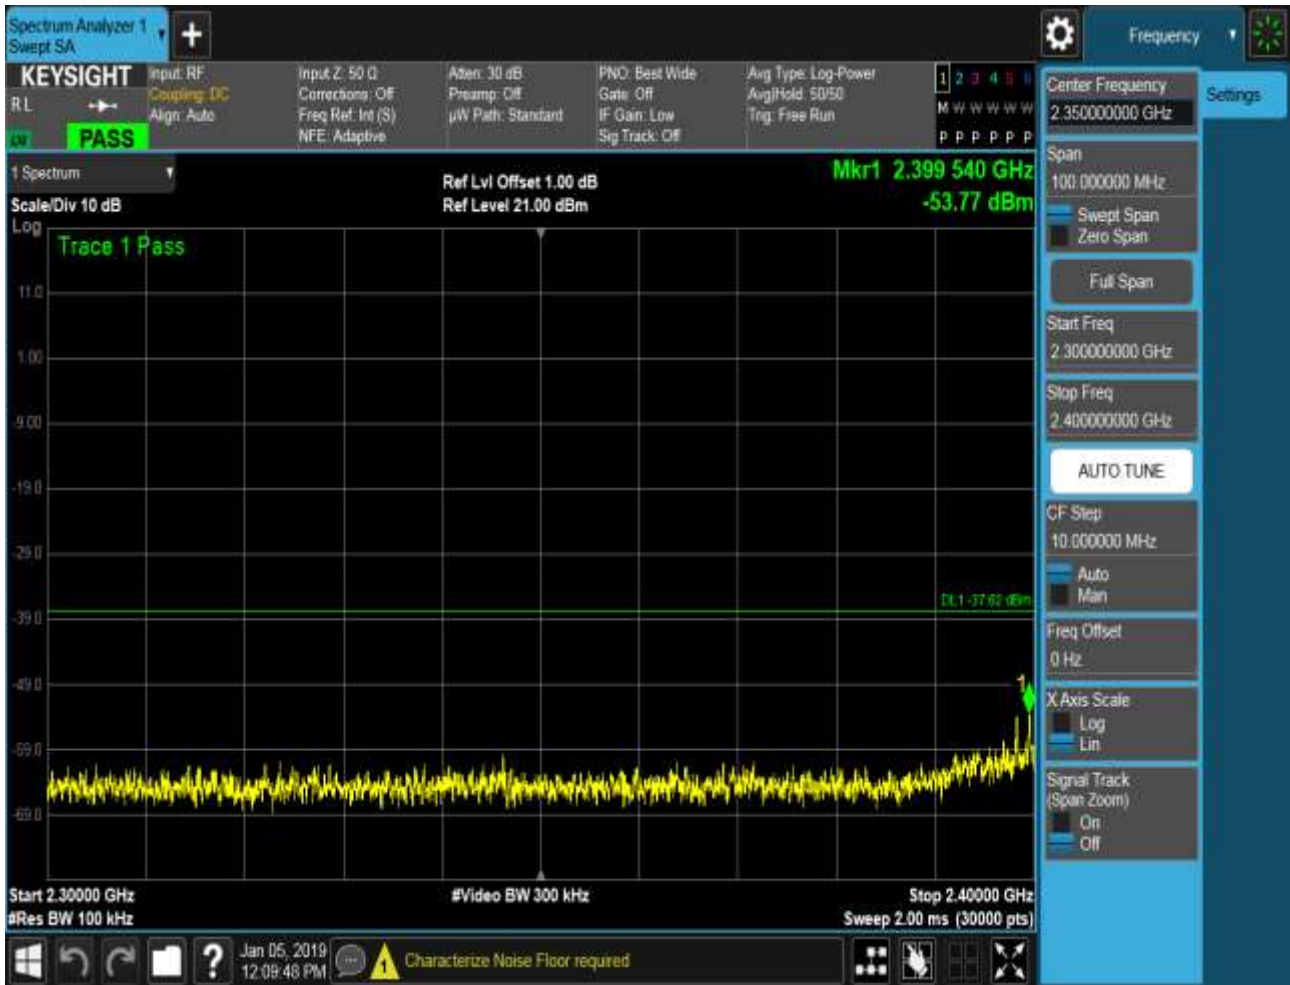 Spectrum Analyzer 1
Swept SA
+
Frequency
KEYSIGHT
RL
PASS
Input: RF
Coupling: DC
Align: Auto
Input Z: 50 Ω
Corrections: Off
Freq Ref: Int (S)
NFE: Adaptive
Atten: 30 dB
Preamp: Off
µW Path: Standard
PNO: Best Wide
Gate: Off
IF Gain: Low
Sig Track: Off
Avg Type: Log-Power
Avg|Hold: 50/50
Trig: Free Run
1 2 3 4 5 6
M W W W W W
P P P P P P
1 Spectrum
Scale/Div 10 dB
Log
Ref Lvl Offset 1.00 dB
Ref Level 21.00 dBm
Mkr1 2.399 540 GHz
-53.77 dBm
Trace 1 Pass
11.0
1.00
-9.00
-19.0
-29.0
-39.0
-49.0
-59.0
-69.0
DL1 -37.62 dBm
1
Start 2.30000 GHz
#Res BW 100 kHz
#Video BW 300 kHz
Stop 2.40000 GHz
Sweep 2.00 ms (30000 pts)
Center Frequency
2.350000000 GHz
Settings
Span
100.000000 MHz
Swept Span
Zero Span
Full Span
Start Freq
2.300000000 GHz
Stop Freq
2.400000000 GHz
AUTO TUNE
CF Step
10.000000 MHz
Auto
Man
Freq Offset
0 Hz
X Axis Scale
Log
Lin
Signal Track
(Span Zoom)
On
Off
?
Jan 05, 2019
12:09:48 PM
1
Characterize Noise Floor required